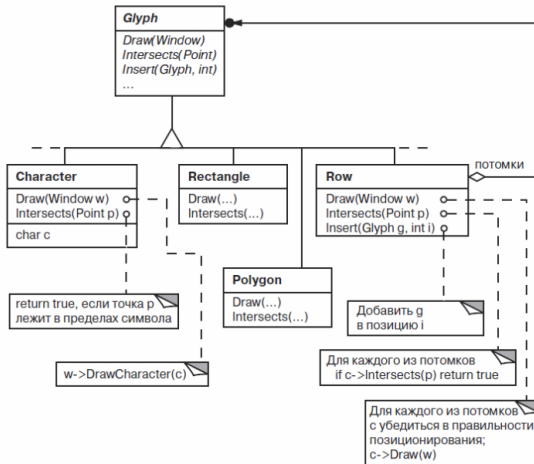 Glyph
Draw(Window)
Intersects(Point)
Insert(Glyph, int)
...
потомки
Character
Draw(Window w)
Intersects(Point p)
char c
Rectangle
Draw(...)
Intersects(...)
Row
Draw(Window w)
Intersects(Point p)
Insert(Glyph g, int i)
Polygon
Draw(...)
Intersects(...)
return true, если точка p
лежит в пределах символа
Добавить g
в позицию i
w->DrawCharacter(c)
Для каждого из потомков
if c->Intersects(p) return true
Для каждого из потомков
с убедиться в правильности
позиционирования;
c->Draw(w)